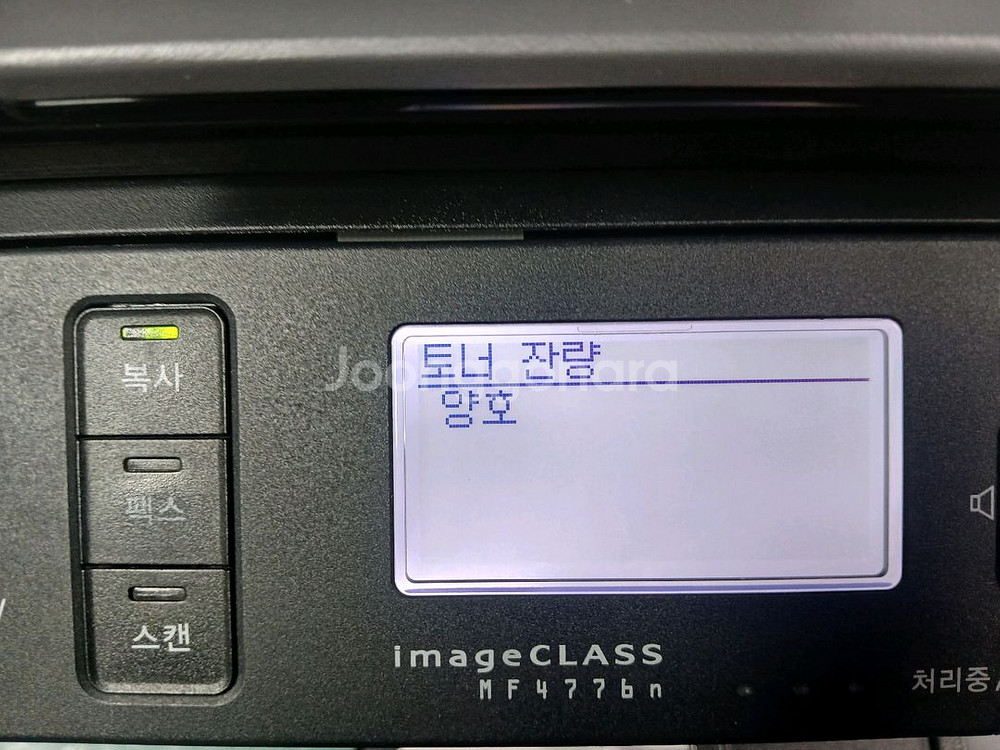 토너 잔량
양호
복사
팩스
스캔
imageCLASS
MF4776n
처리중/